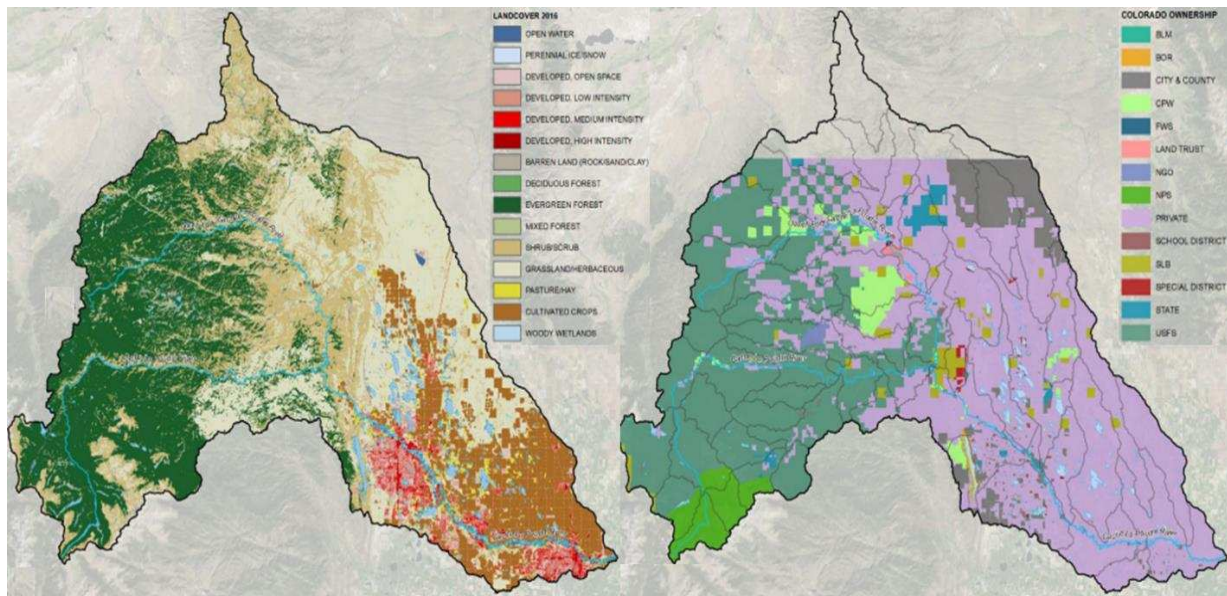 LANDCOVER 2016
OPEN WATER
PERENNIAL ICE/SNOW
DEVELOPED, OPEN SPACE
DEVELOPED, LOW INTENSITY
DEVELOPED, MEDIUM INTENSITY
DEVELOPED, HIGH INTENSITY
BARREN LAND (ROCK/SAND/CLAY)
DECIDUOUS FOREST
EVERGREEN FOREST
MIXED FOREST
SHRUB/SCRUB
GRASSLAND/HERBACEOUS
PASTURE/HAY
CULTIVATED CROPS
WOODY WETLANDS
COLORADO OWNERSHIP
BLM
BOR
CITY & COUNTY
CPW
FWS
LAND TRUST
NGO
NPS
PRIVATE
SCHOOL DISTRICT
SLB
SPECIAL DISTRICT
STATE
USFS